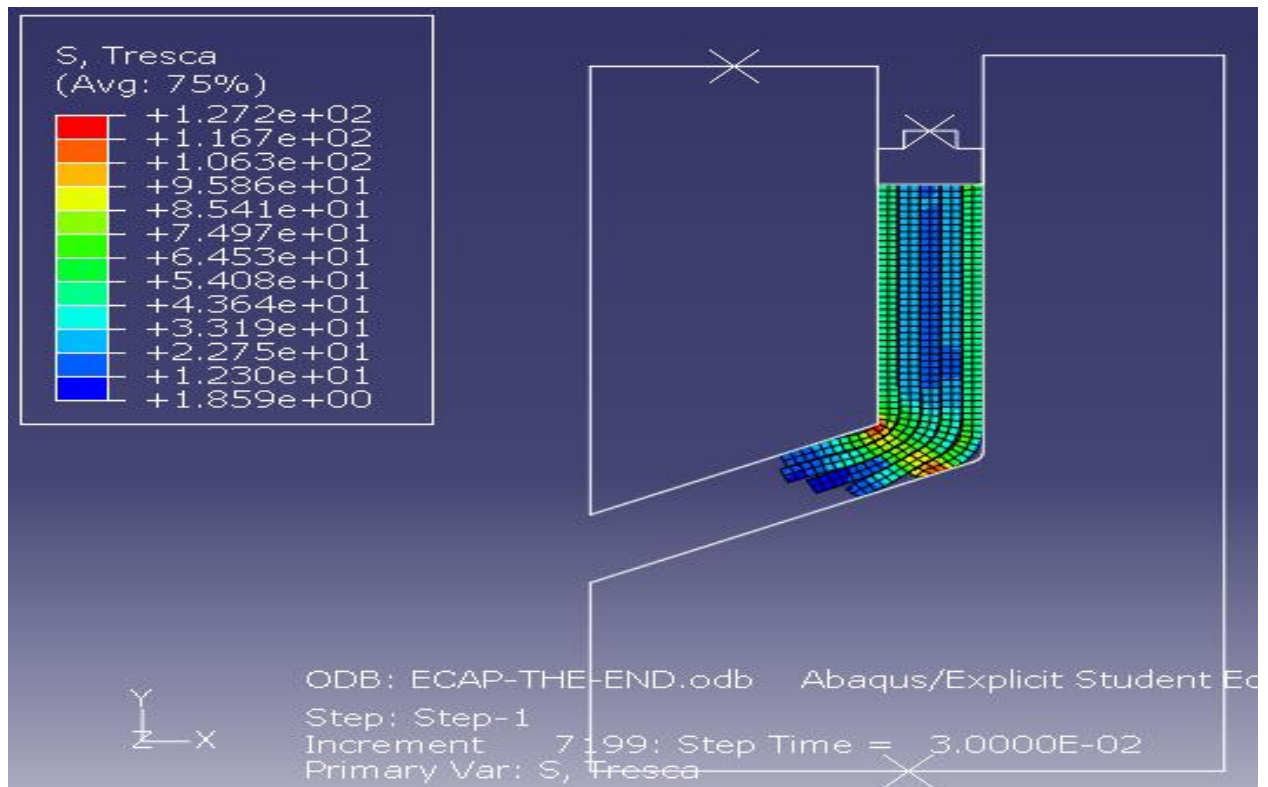 S, Tresca
(Avg: 75%)
+1.272e+02
+1.167e+02
+1.063e+02
+9.586e+01
+8.541e+01
+7.497e+01
+6.453e+01
+5.408e+01
+4.364e+01
+3.319e+01
+2.275e+01
+1.230e+01
+1.859e+00
ODB: ECAP-THE-END.odb Abaqus/Explicit Student Ec
Step: Step-1
Increment 7199: Step Time = 3.0000E-02
Primary Var: S, Tresca
Y
Z X